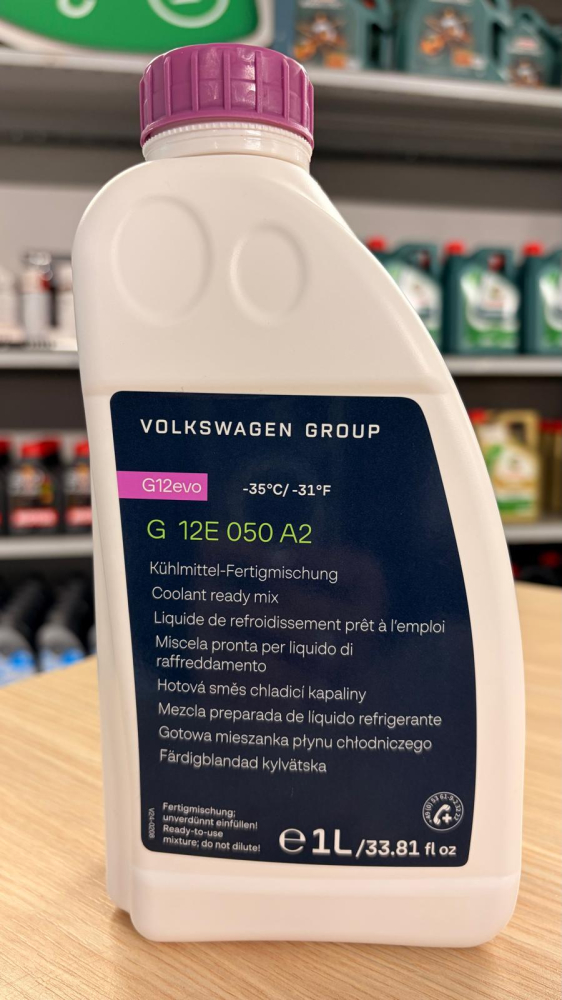 VOLKSWAGEN GROUP
G12evo
-35°C/ -31°F
G 12E 050 A2
Kühlmittel-Fertigmischung
Coolant ready mix
Liquide de refroidissement prêt à l'emploi
Miscela pronta per liquido di
raffreddamento
Hotová směs chladicí kapaliny
Mezcla preparada de líquido refrigerante
Gotowa mieszanka płynu chłodniczego
Färdigblandad kylvätska
Fertigmischung;
unverdünnt einfüllen!
Ready-to-use
mixture; do not dilute!
e 1L/33.81 fl oz